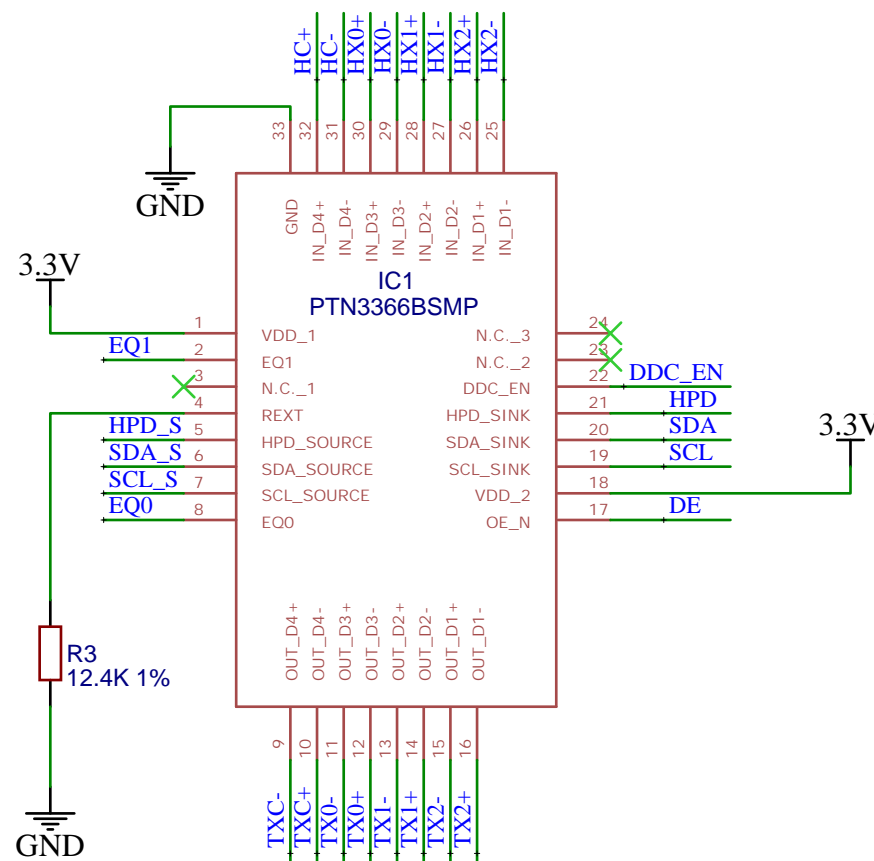 HC+ HC- HX0+ HX0- HX1+ HX1- HX2+ HX2-
33 32 31 30 29 28 27 26 25
GND
GND IN_D4+ IN_D4- IN_D3+ IN_D3- IN_D2+ IN_D2- IN_D1+ IN_D1-
IC1
PTN3366BSMP
3.3V
1 VDD_1 N.C._3 24
EQ1 2 EQ1 N.C._2 23
3 N.C._1 DDC_EN 22 DDC_EN
4 REXT HPD_SINK 21 HPD
HPD_S 5 HPD_SOURCE SDA_SINK 20 SDA
3.3V
SDA_S 6 SDA_SOURCE SCL_SINK 19 SCL
SCL_S 7 SCL_SOURCE VDD_2 18
EQ0 8 EQ0 OE_N 17 DE
OUT_D4+ OUT_D4- OUT_D3+ OUT_D3- OUT_D2+ OUT_D2- OUT_D1+ OUT_D1-
R3
12.4K 1%
9 10 11 12 13 14 15 16
TXC- TXC+ TX0- TX0+ TX1- TX1+ TX2- TX2+
GND